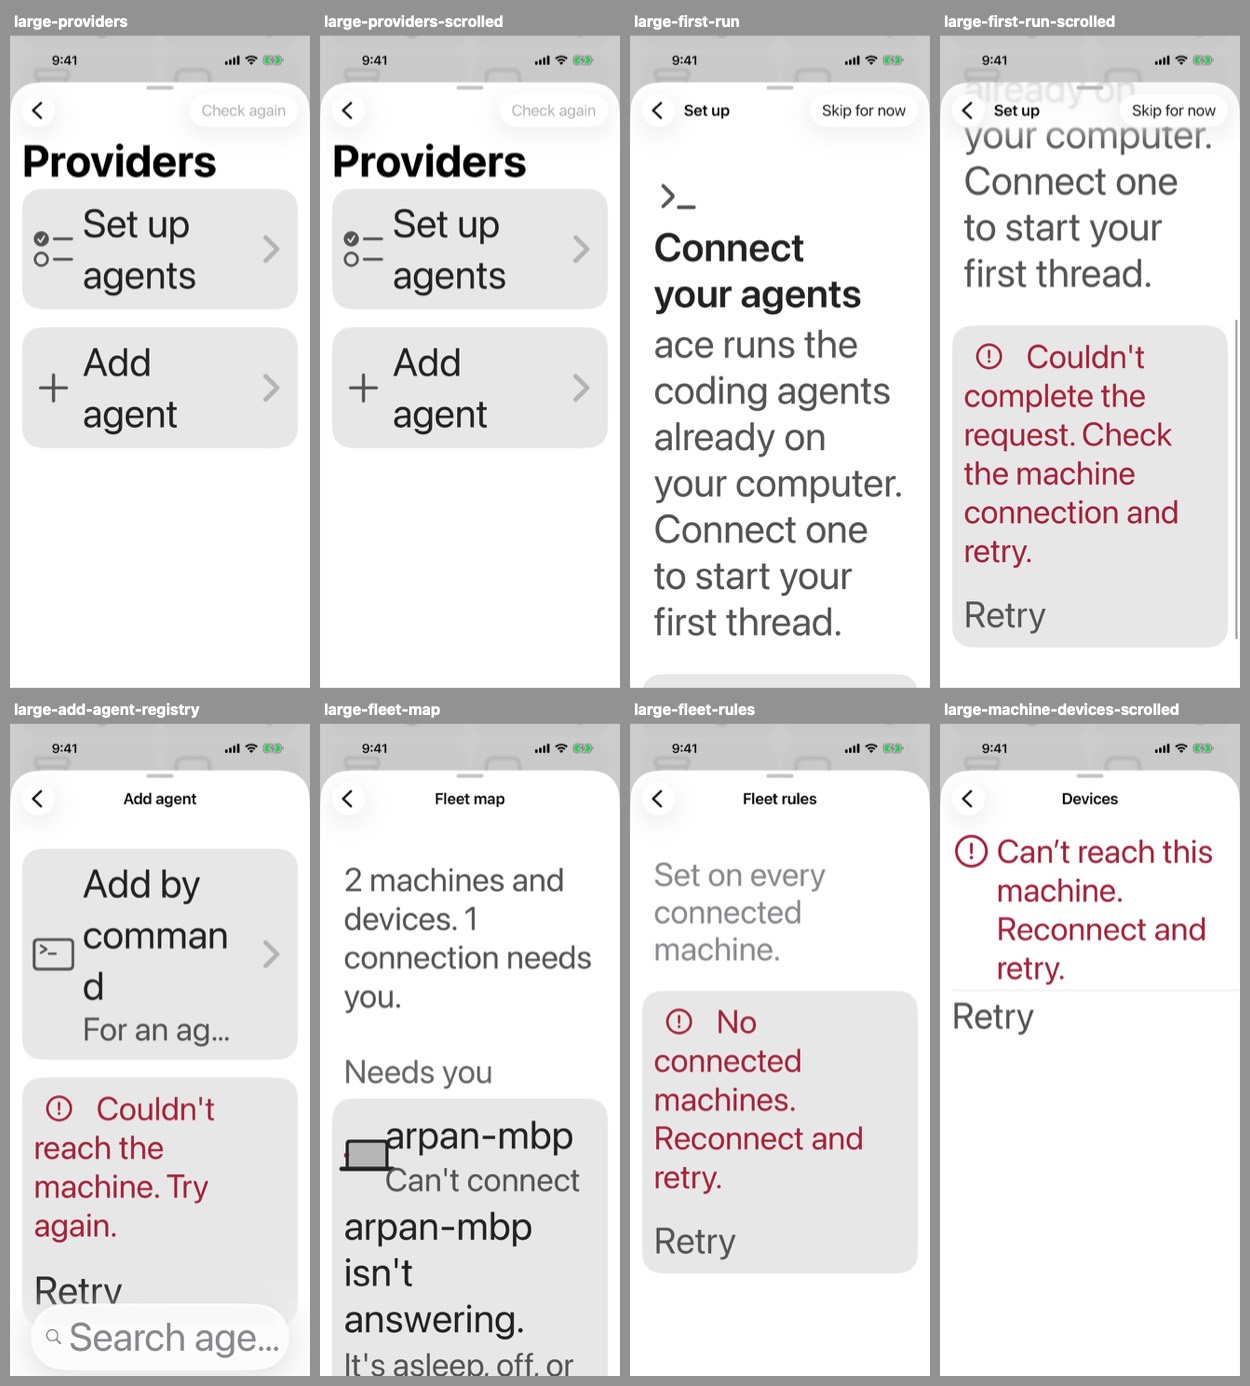 large-providers
9:41
Check again
Providers
Set up
agents
Add
agent
large-providers-scrolled
9:41
Check again
Providers
Set up
agents
Add
agent
large-first-run
9:41
Set up
Skip for now
Connect
your agents
ace runs the
coding agents
already on
your computer.
Connect one
to start your
first thread.
large-first-run-scrolled
9:41
already on
Set up
Skip for now
your computer.
Connect one
to start your
first thread.
Couldn't
complete the
request. Check
the machine
connection and
retry.
Retry
large-add-agent-registry
9:41
Add agent
Add by
comman
d
For an ag...
Couldn't
reach the
machine. Try
again.
Retry
Search age...
large-fleet-map
9:41
Fleet map
2 machines and
devices. 1
connection needs
you.
Needs you
arpan-mbp
Can't connect
arpan-mbp
isn't
answering.
It's asleep, off, or
large-fleet-rules
9:41
Fleet rules
Set on every
connected
machine.
No
connected
machines.
Reconnect and
retry.
Retry
large-machine-devices-scrolled
9:41
Devices
Can’t reach this
machine.
Reconnect and
retry.
Retry